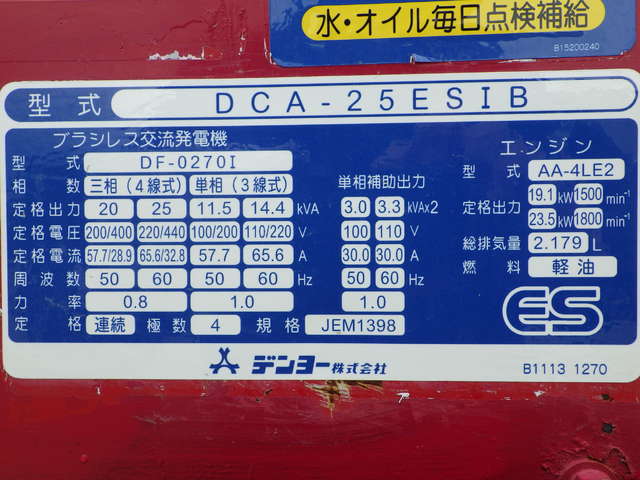 水・オイル毎日点検補給
B15200240
型式 DCA-25ESIB
ブラシレス交流発電機
型式 DF-0270I
相数 三相(4線式) 単相(3線式) 単相補助出力
定格出力 20 25 11.5 14.4 kVA 3.0 3.3 kVA×2
定格電圧 200/400 220/440 100/200 110/220 V 100 110 V
定格電流 57.7/28.9 65.6/32.8 57.7 65.6 A 30.0 30.0 A
周波数 50 60 50 60 Hz 50 60 Hz
力率 0.8 1.0 1.0
定格 連続 極数 4 規格 JEM1398
エンジン
型式 AA-4LE2
定格出力 19.1 kW 1500 min⁻¹
23.5 kW 1800 min⁻¹
総排気量 2.179 L
燃料 軽油
ES
デンヨー株式会社
B1113 1270